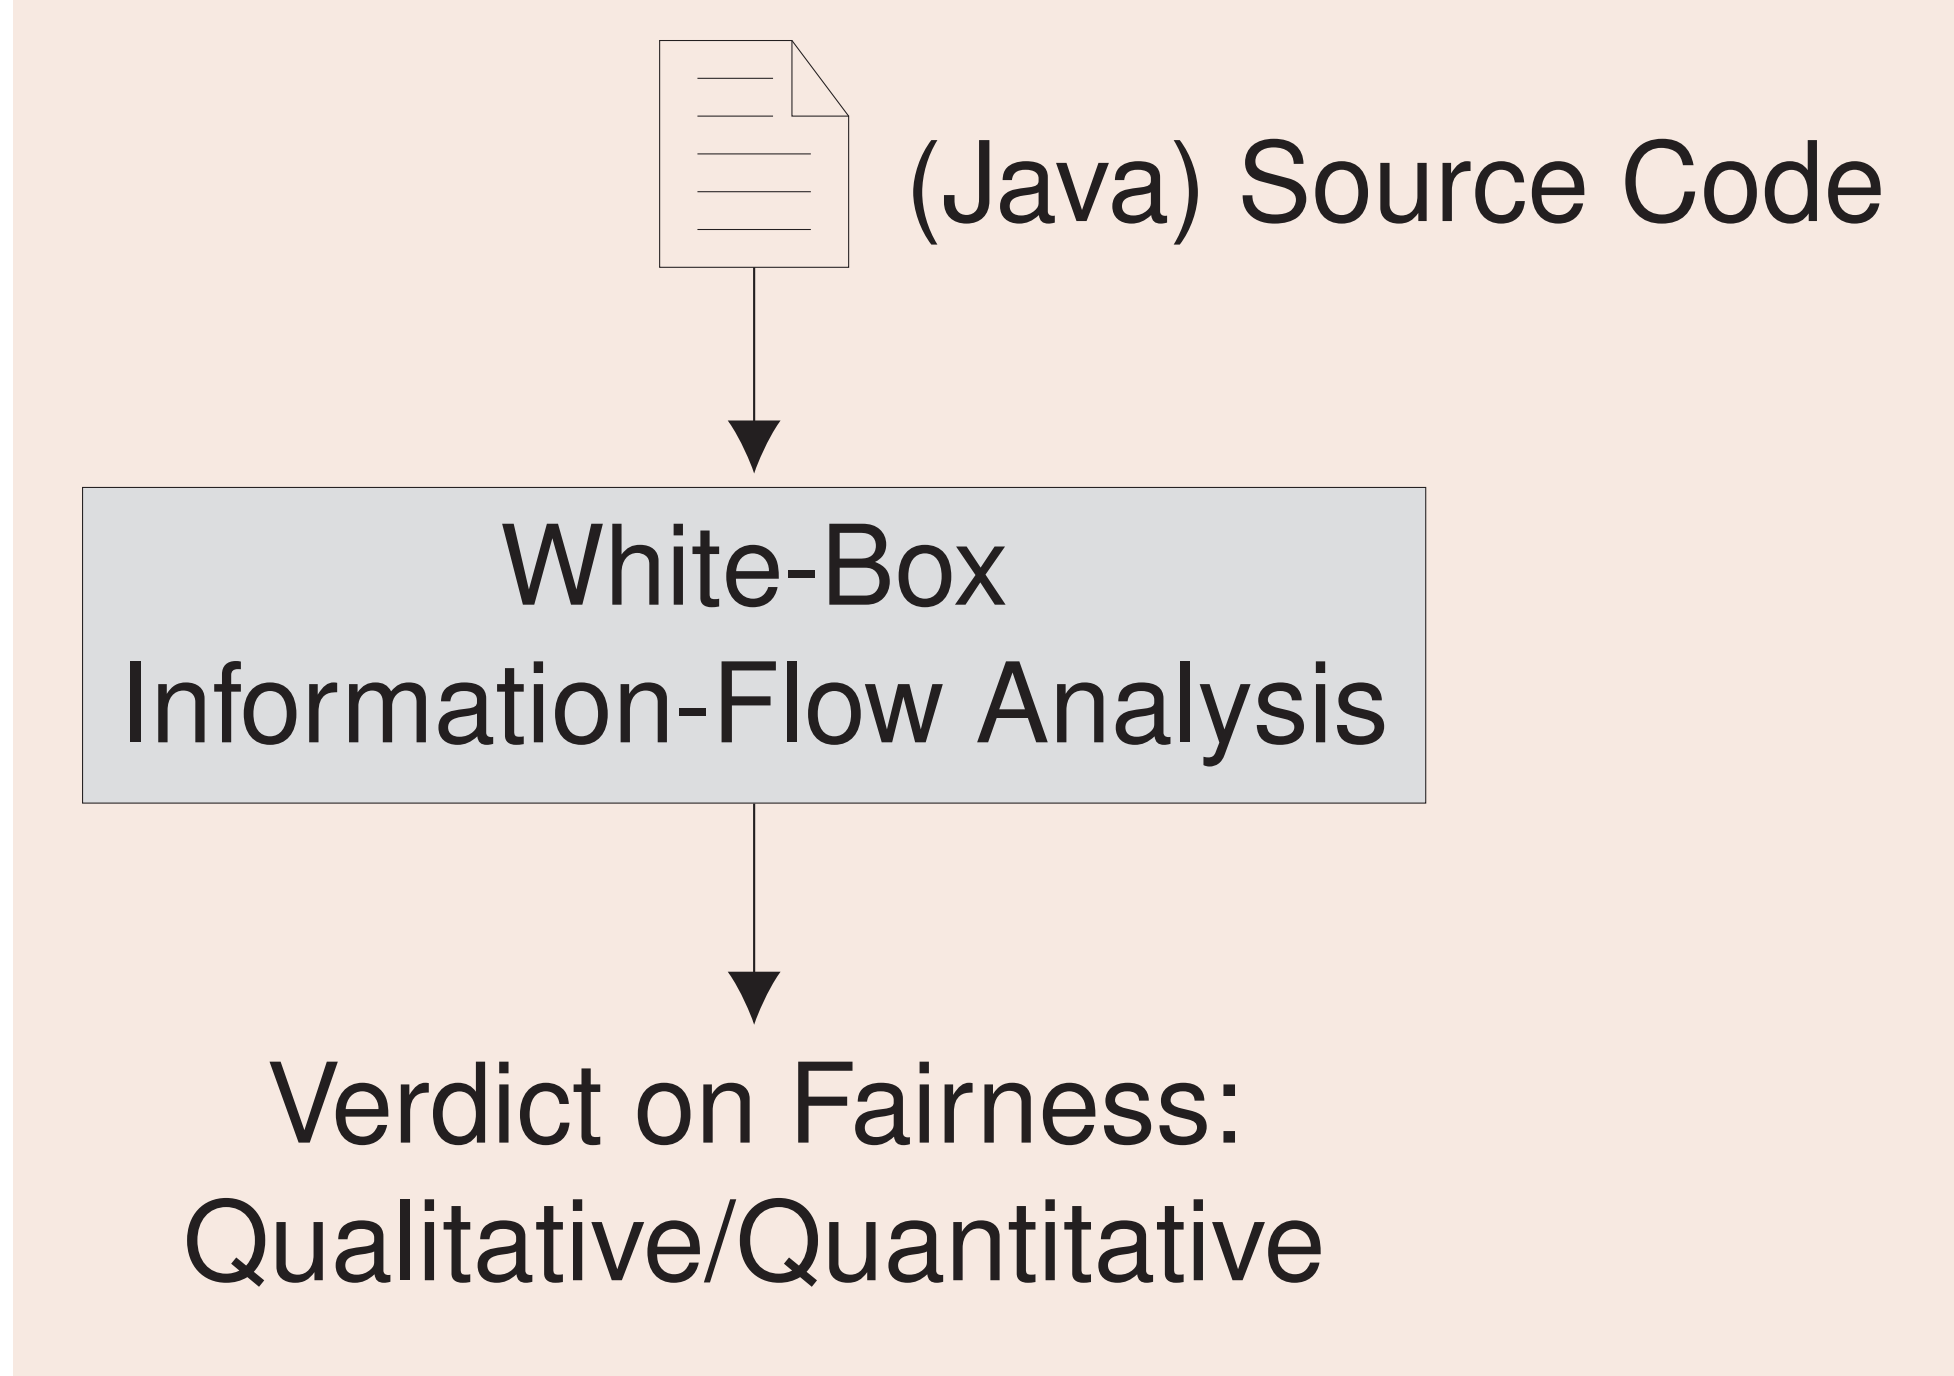 (Java) Source Code
White-Box
Information-Flow Analysis
Verdict on Fairness:
Qualitative/Quantitative